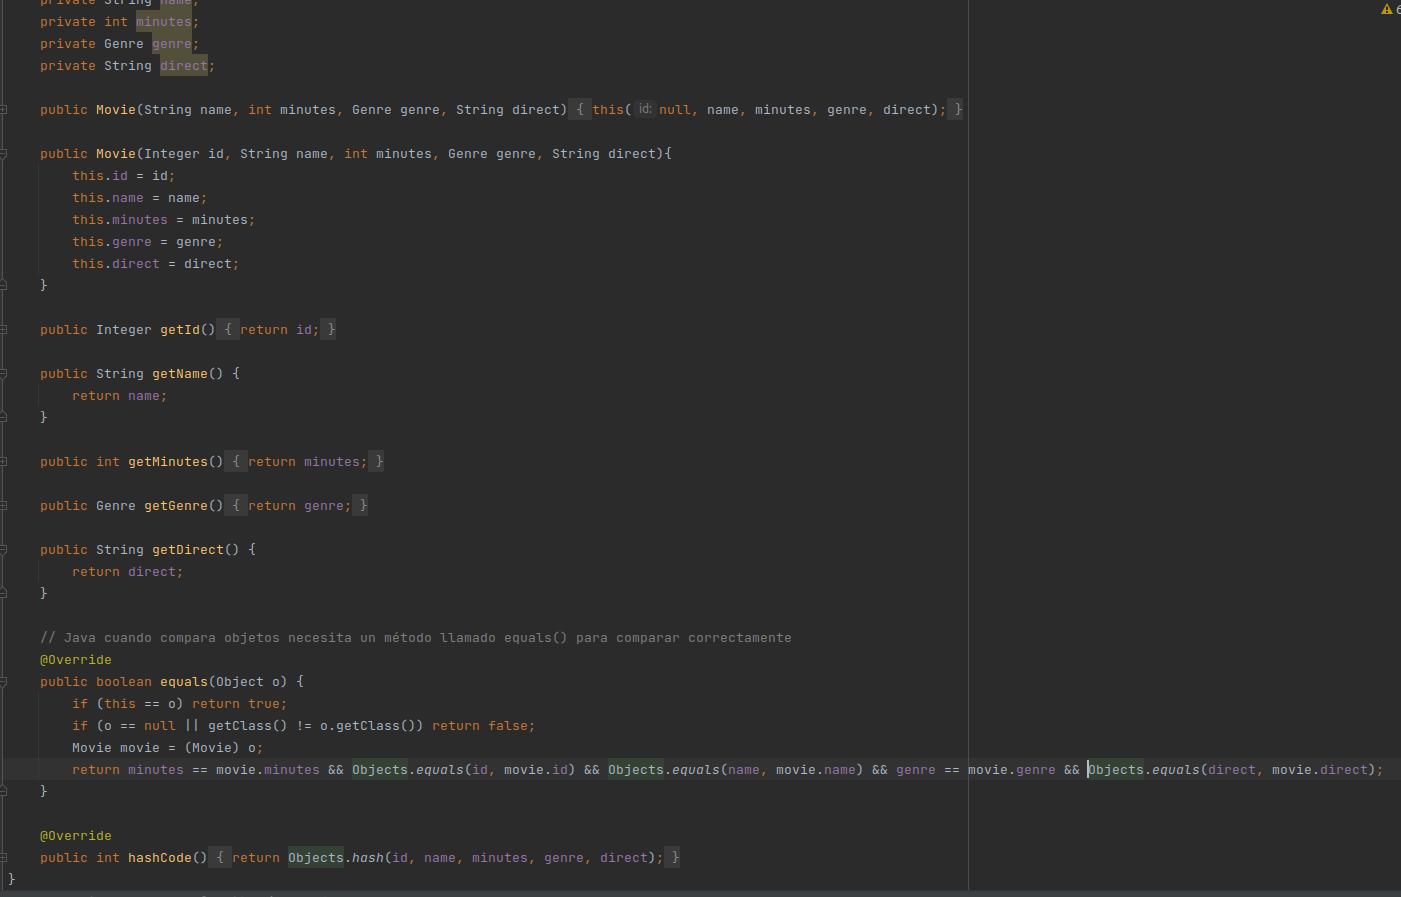 private String name;
private int minutes;
private Genre genre;
private String direct;
public Movie(String name, int minutes, Genre genre, String direct) { this( id: null, name, minutes, genre, direct); }
public Movie(Integer id, String name, int minutes, Genre genre, String direct){
this.id = id;
this.name = name;
this.minutes = minutes;
this.genre = genre;
this.direct = direct;
}
public Integer getId() { return id; }
public String getName() {
return name;
}
public int getMinutes() { return minutes; }
public Genre getGenre() { return genre; }
public String getDirect() {
return direct;
}
// Java cuando compara objetos necesita un método llamado equals() para comparar correctamente
@Override
public boolean equals(Object o) {
if (this == o) return true;
if (o == null || getClass() != o.getClass()) return false;
Movie movie = (Movie) o;
return minutes == movie.minutes && Objects.equals(id, movie.id) && Objects.equals(name, movie.name) && genre == movie.genre && Objects.equals(direct, movie.direct);
}
@Override
public int hashCode() { return Objects.hash(id, name, minutes, genre, direct); }
}